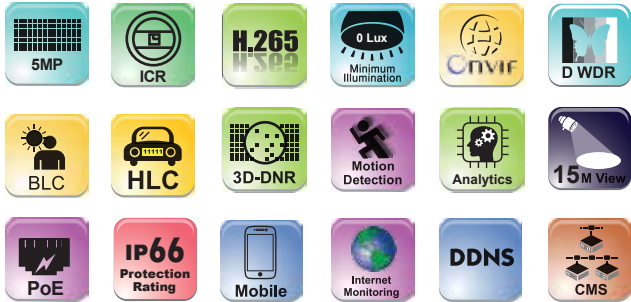 5MP
ICR
H.265
0 Lux
Minimum
Illumination
ONVIF
D WDR
BLC
11111
HLC
3D-DNR
Motion
Detection
Analytics
15M View
PoE
IP66
Protection
Rating
Mobile
Internet
Monitoring
DDNS
CMS